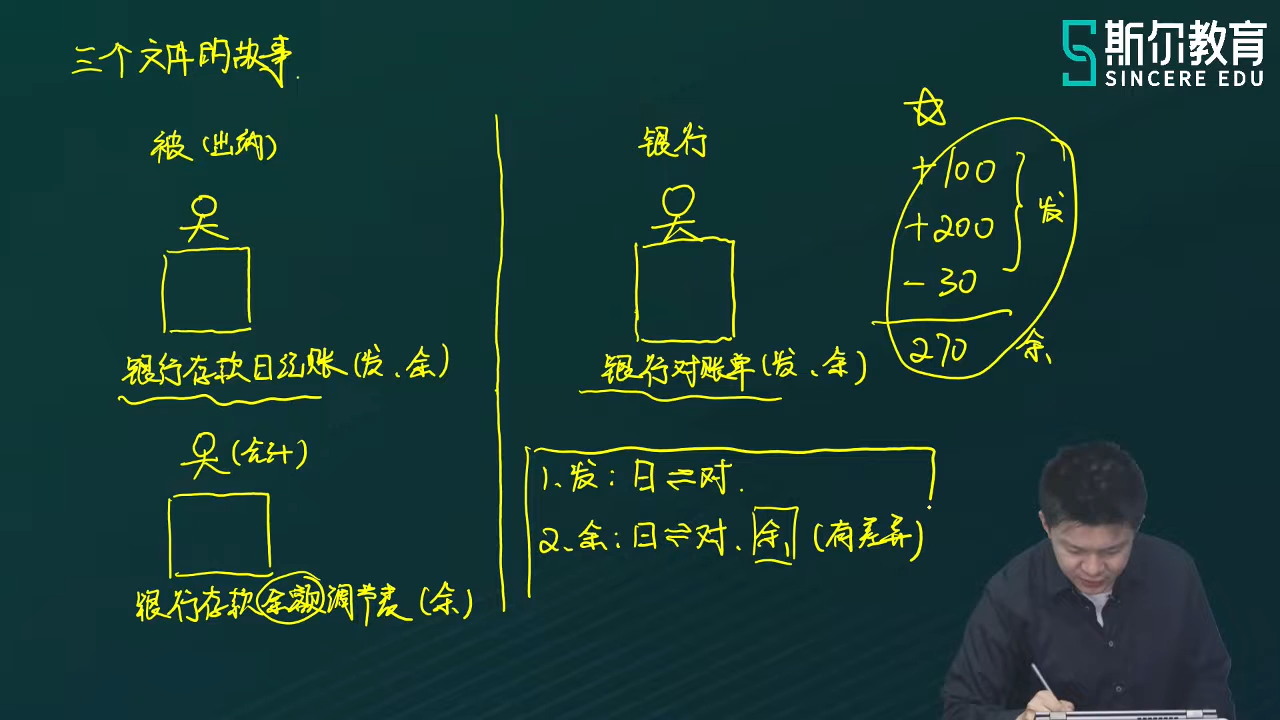 三个文件的故事.
斯尔教育
SINCERE EDU
被(出纳)
银行存款日记账(发、余)
(会计)
银行存款余额调节表(余)
银行
银行对账单(发、余)
+100
+200
-30
发
270
余
1、发：日⇌对.
2、余：日⇌对、余、(有差异)